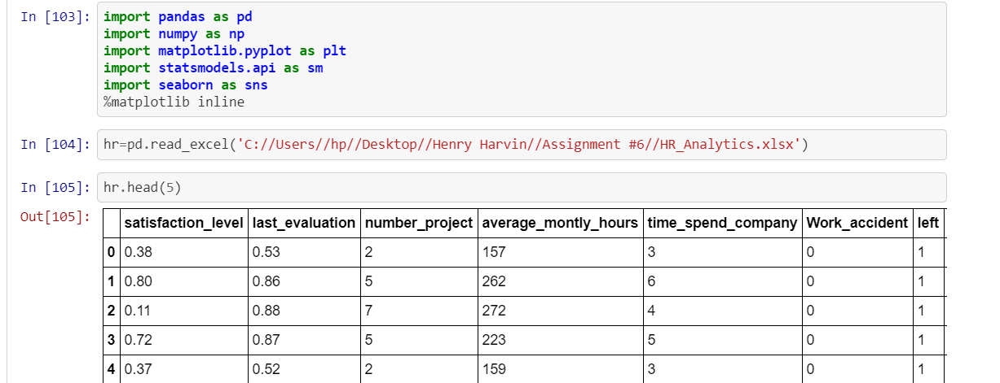 In [103]: import pandas as pd
import numpy as np
import matplotlib.pyplot as plt
import statsmodels.api as sm
import seaborn as sns
%matplotlib inline
In [104]: hr=pd.read_excel('C://Users//hp//Desktop//Henry Harvin//Assignment #6//HR_Analytics.xlsx')
In [105]: hr.head(5)
Out[105]:
satisfaction_level last_evaluation number_project average_montly_hours time_spend_company Work_accident left
0 0.38 0.53 2 157 3 0 1
1 0.80 0.86 5 262 6 0 1
2 0.11 0.88 7 272 4 0 1
3 0.72 0.87 5 223 5 0 1
4 0.37 0.52 2 159 3 0 1